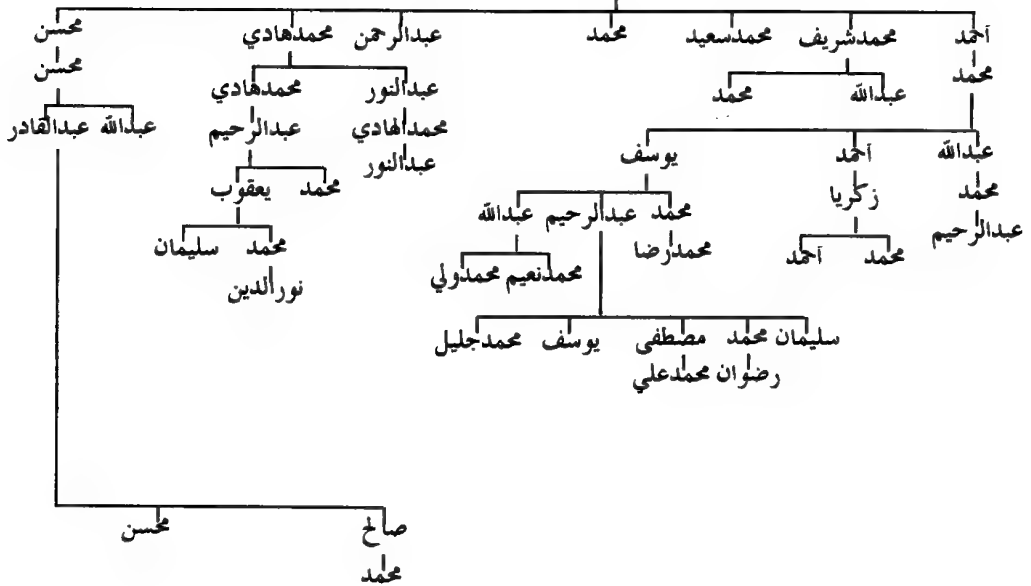 أحمد محمدشريف محمدسعيد محمد عبدالرحمن محمدهادي محسن
محمد محسن
عبدالله محمد عبدالنور محمدهادي
عبدالله أحمد يوسف محمدالهادي عبدالرحيم عبدالله عبدالقادر
محمد زكريا عبدالنور محمد يعقوب
عبدالرحيم محمد عبدالرحيم عبدالله
محمد أحمد محمدرضا محمد سليمان
محمدنعيم محمدولي نورالدين
سليمان محمد مصطفى يوسف محمدجليل
رضوان محمدعلي
صالح محسن
محمد